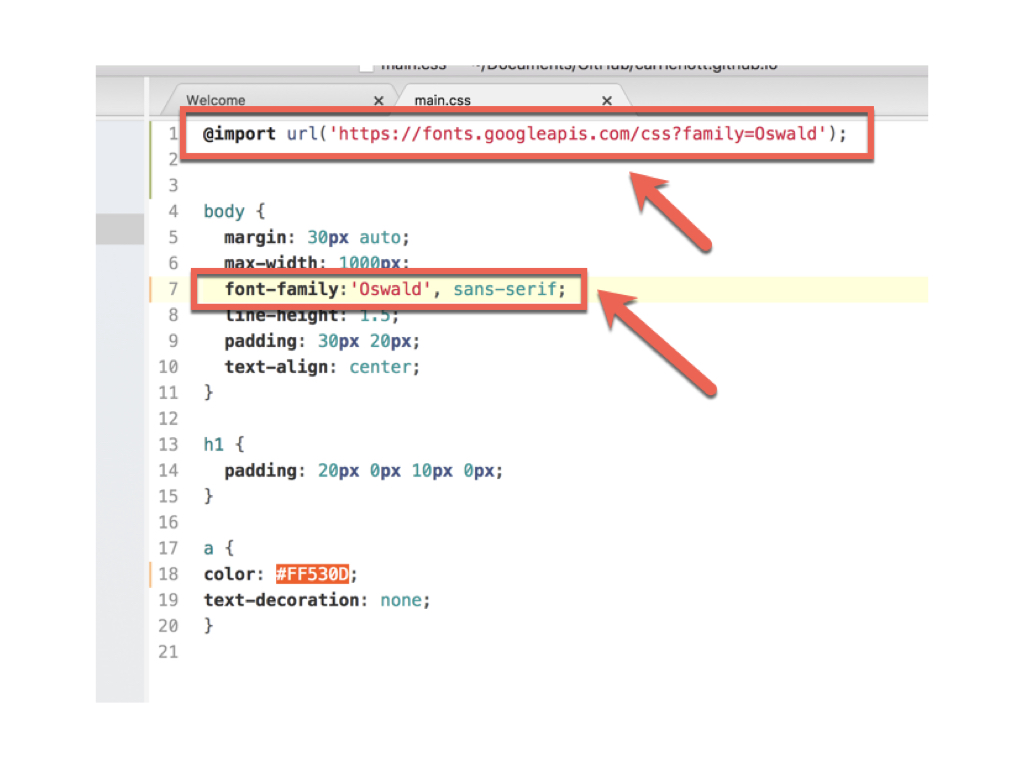 main.css ~/Documents/GitHub/carrienott.github.io
Welcome × main.css ×
1 @import url('https://fonts.googleapis.com/css?family=Oswald');
2
3
4 body {
5 margin: 30px auto;
6 max-width: 1000px;
7 font-family:'Oswald', sans-serif;
8 line-height: 1.5;
9 padding: 30px 20px;
10 text-align: center;
11 }
12
13 h1 {
14 padding: 20px 0px 10px 0px;
15 }
16
17 a {
18 color: #FF530D;
19 text-decoration: none;
20 }
21